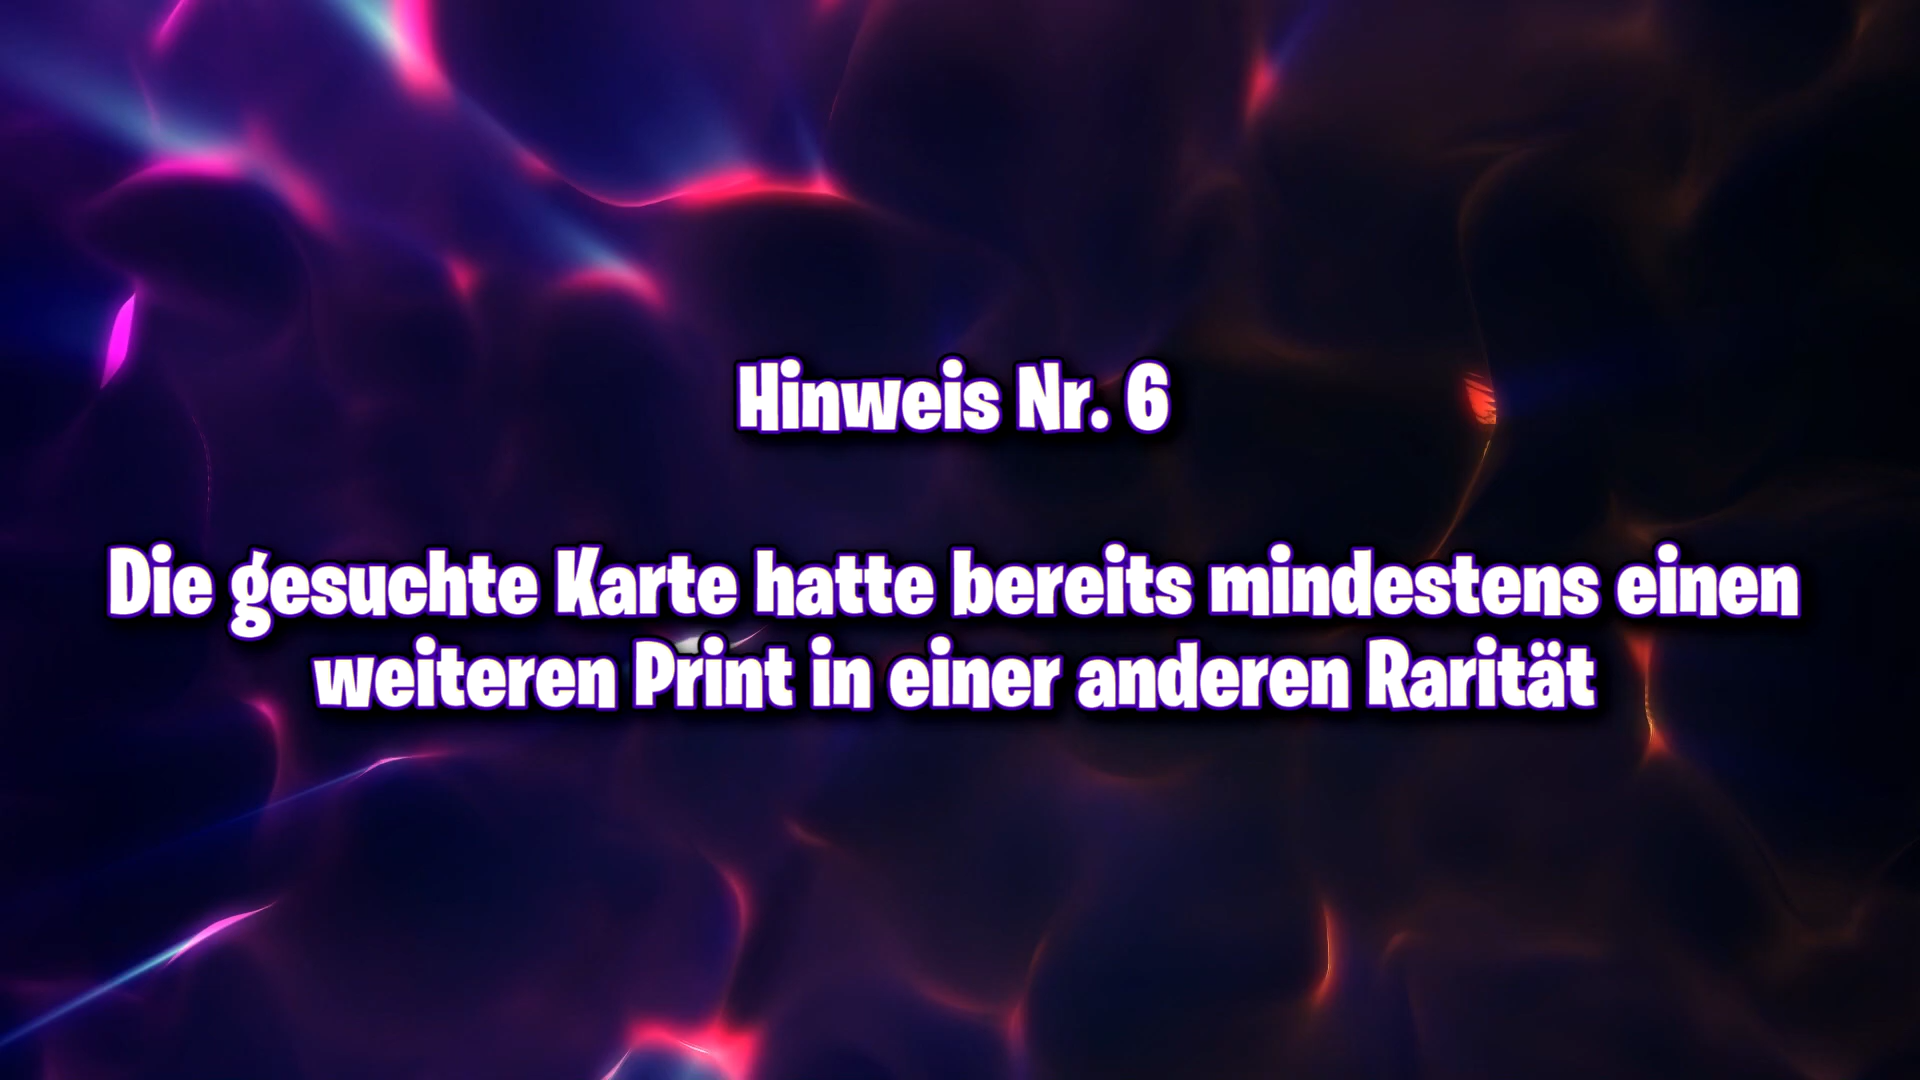 Hinweis Nr. 6
Die gesuchte Karte hatte bereits mindestens einen
weiteren Print in einer anderen Rarität